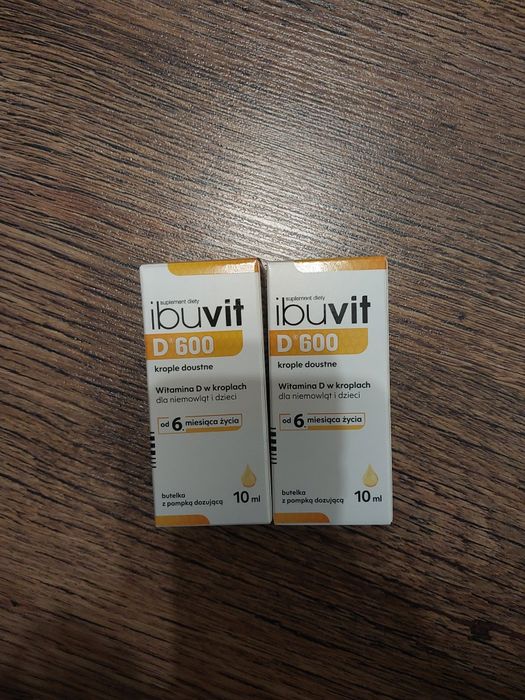 suplement diety
ibuvit
D 600
krople doustne
Witamina D w kroplach
dla niemowląt i dzieci
od 6. miesiąca życia
butelka
z pompką dozującą
10 ml
suplement diety
ibuvit
D 600
krople doustne
Witamina D w kroplach
dla niemowląt i dzieci
od 6. miesiąca życia
butelka
z pompką dozującą
10 ml